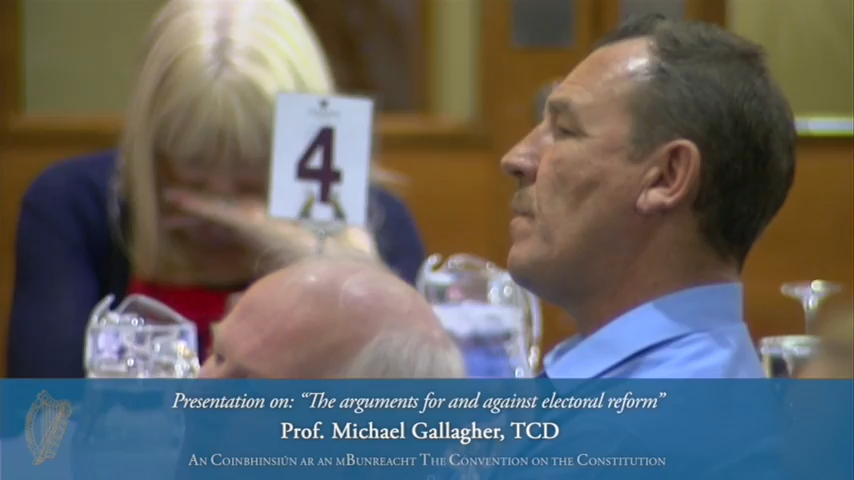 4
Presentation on: “The arguments for and against electoral reform”
Prof. Michael Gallagher, TCD
An Coinbhinsiún ar an mBunreacht The Convention on the Constitution